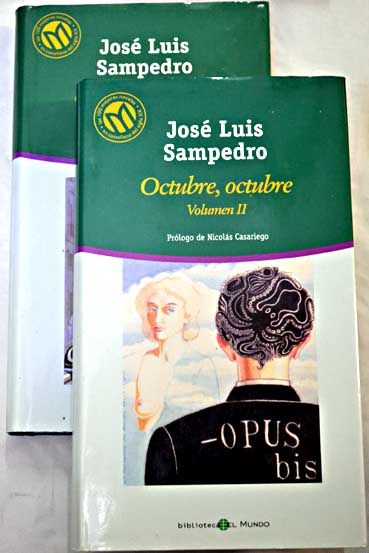 José Luis
Sampedro
José Luis
Sampedro
Octubre, octubre
Volumen II
Prólogo de Nicolás Casariego
-OPUS
bis
biblioteca EL MUNDO